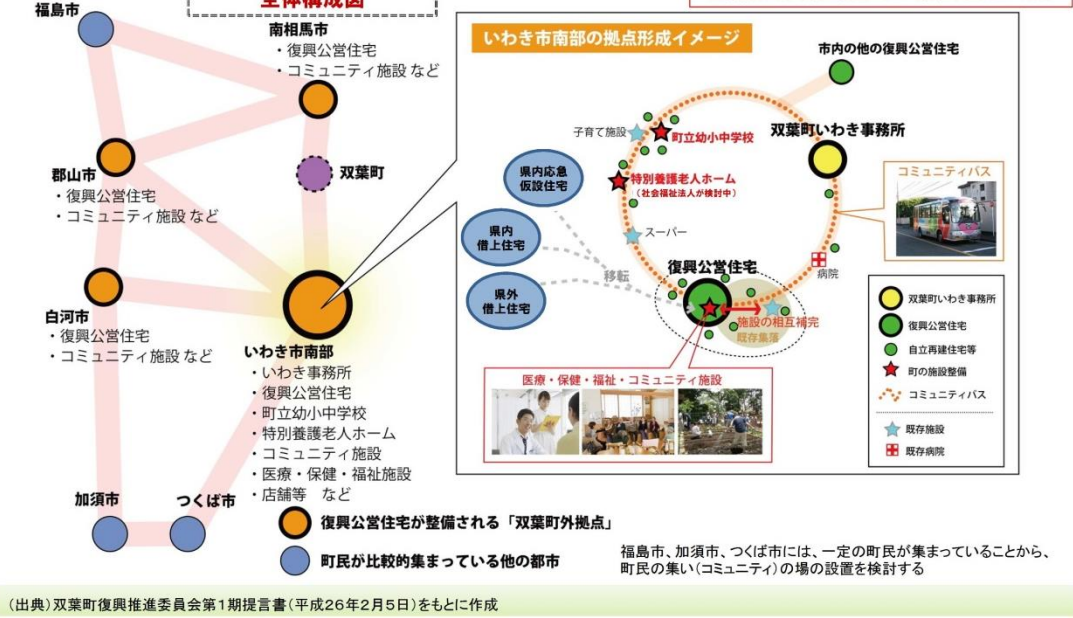 全体構成図
福島市
南相馬市
・復興公営住宅
・コミュニティ施設 など
郡山市
・復興公営住宅
・コミュニティ施設 など
双葉町
白河市
・復興公営住宅
・コミュニティ施設 など
いわき市南部
・いわき事務所
・復興公営住宅
・町立幼小中学校
・特別養護老人ホーム
・コミュニティ施設
・医療・保健・福祉施設
・店舗等　など
加須市
つくば市
復興公営住宅が整備される「双葉町外拠点」
町民が比較的集まっている他の都市
いわき市南部の拠点形成イメージ
市内の他の復興公営住宅
子育て施設
町立幼小中学校
双葉町いわき事務所
県内応急
仮設住宅
特別養護老人ホーム
（社会福祉法人が検討中）
コミュニティバス
県内
借上住宅
スーパー
県外
借上住宅
移転
復興公営住宅
病院
施設の相互補完
既存集落
医療・保健・福祉・コミュニティ施設
双葉町いわき事務所
復興公営住宅
自立再建住宅等
町の施設整備
コミュニティバス
既存施設
既存病院
福島市、加須市、つくば市には、一定の町民が集まっていることから、
町民の集い（コミュニティ）の場の設置を検討する
（出典）双葉町復興推進委員会第１期提言書（平成２６年２月５日）をもとに作成